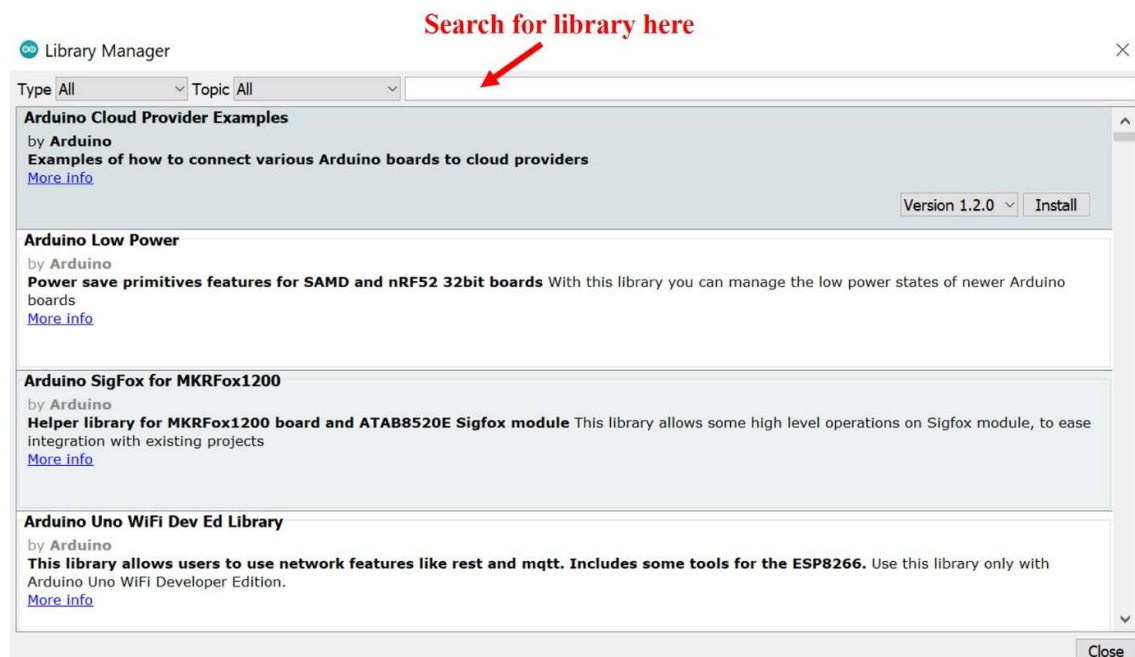 Search for library here
Library Manager
Type All Topic All
Arduino Cloud Provider Examples
by Arduino
Examples of how to connect various Arduino boards to cloud providers
More info
Version 1.2.0 Install
Arduino Low Power
by Arduino
Power save primitives features for SAMD and nRF52 32bit boards With this library you can manage the low power states of newer Arduino
boards
More info
Arduino SigFox for MKRFox1200
by Arduino
Helper library for MKRFox1200 board and ATAB8520E Sigfox module This library allows some high level operations on Sigfox module, to ease
integration with existing projects
More info
Arduino Uno WiFi Dev Ed Library
by Arduino
This library allows users to use network features like rest and mqtt. Includes some tools for the ESP8266. Use this library only with
Arduino Uno WiFi Developer Edition.
More info
Close